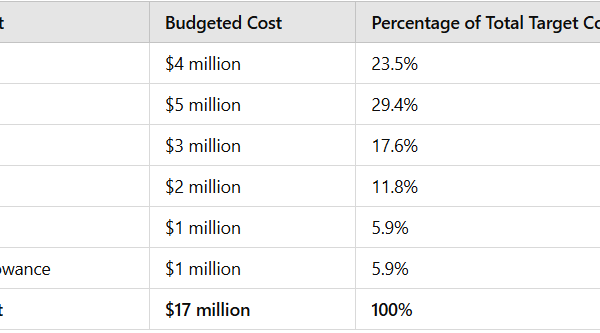 t Budgeted Cost Percentage of Total Target Co
$4 million 23.5%
$5 million 29.4%
$3 million 17.6%
$2 million 11.8%
$1 million 5.9%
owance $1 million 5.9%
t $17 million 100%